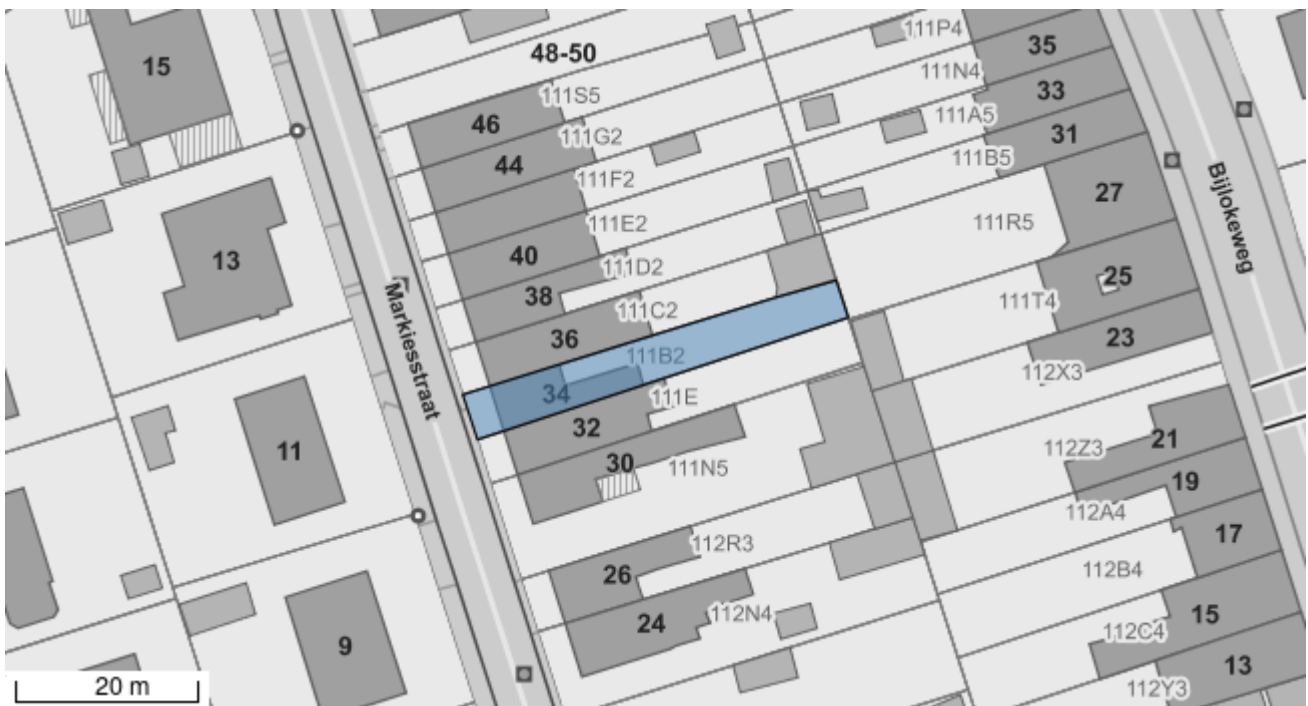 48-50
111P4
35
15
111N4
111S5
33
46
111A5
111G2
31
44
111B5
111F2
27
111E2
111R5
Bijlokeweg
13
40
111D2
25
38
111T4
Markiesstraat
111C2
36
23
111B2
112X3
34
111E
11
32
21
112Z3
30
111N5
19
112A4
17
112R3
112B4
26
15
112N4
24
112C4
9
13
112Y3
20 m